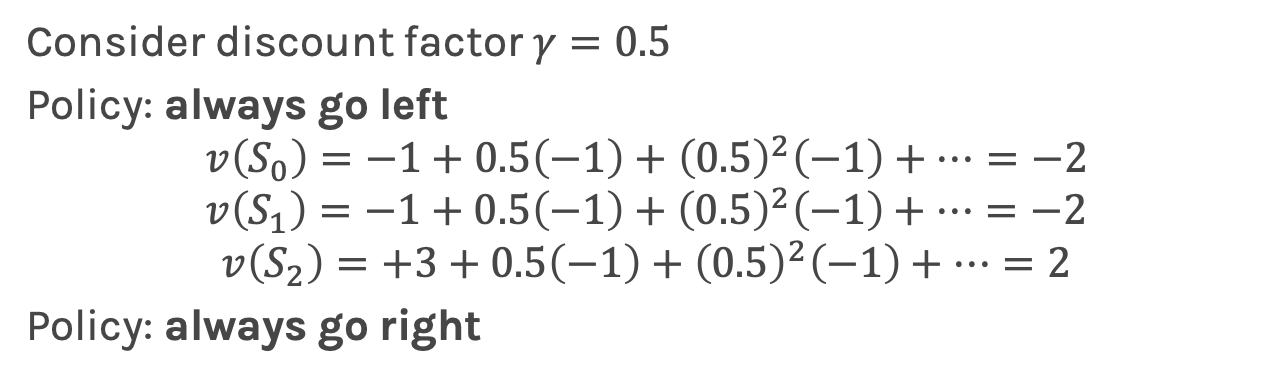 Consider discount factor γ = 0.5
Policy: always go left
v(S₀) = −1 + 0.5(−1) + (0.5)²(−1) + ⋯ = −2
v(S₁) = −1 + 0.5(−1) + (0.5)²(−1) + ⋯ = −2
v(S₂) = +3 + 0.5(−1) + (0.5)²(−1) + ⋯ = 2
Policy: always go right